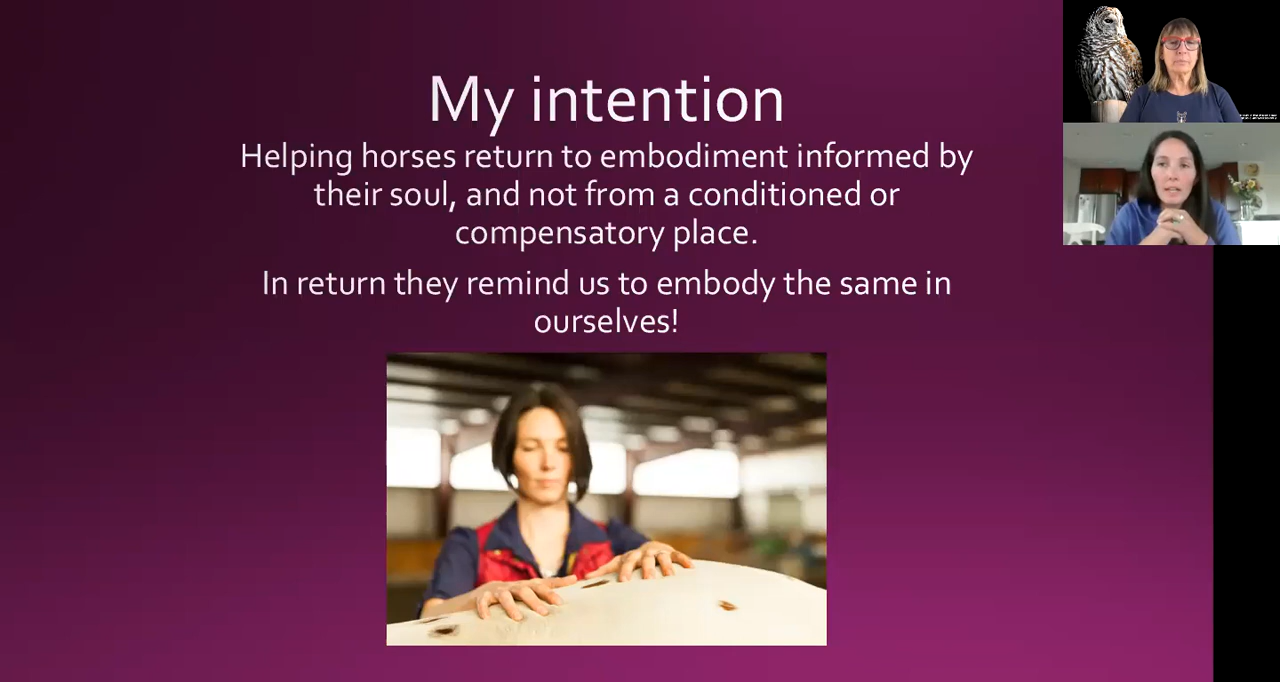 My intention
Helping horses return to embodiment informed by
their soul, and not from a conditioned or
compensatory place.
In return they remind us to embody the same in
ourselves!